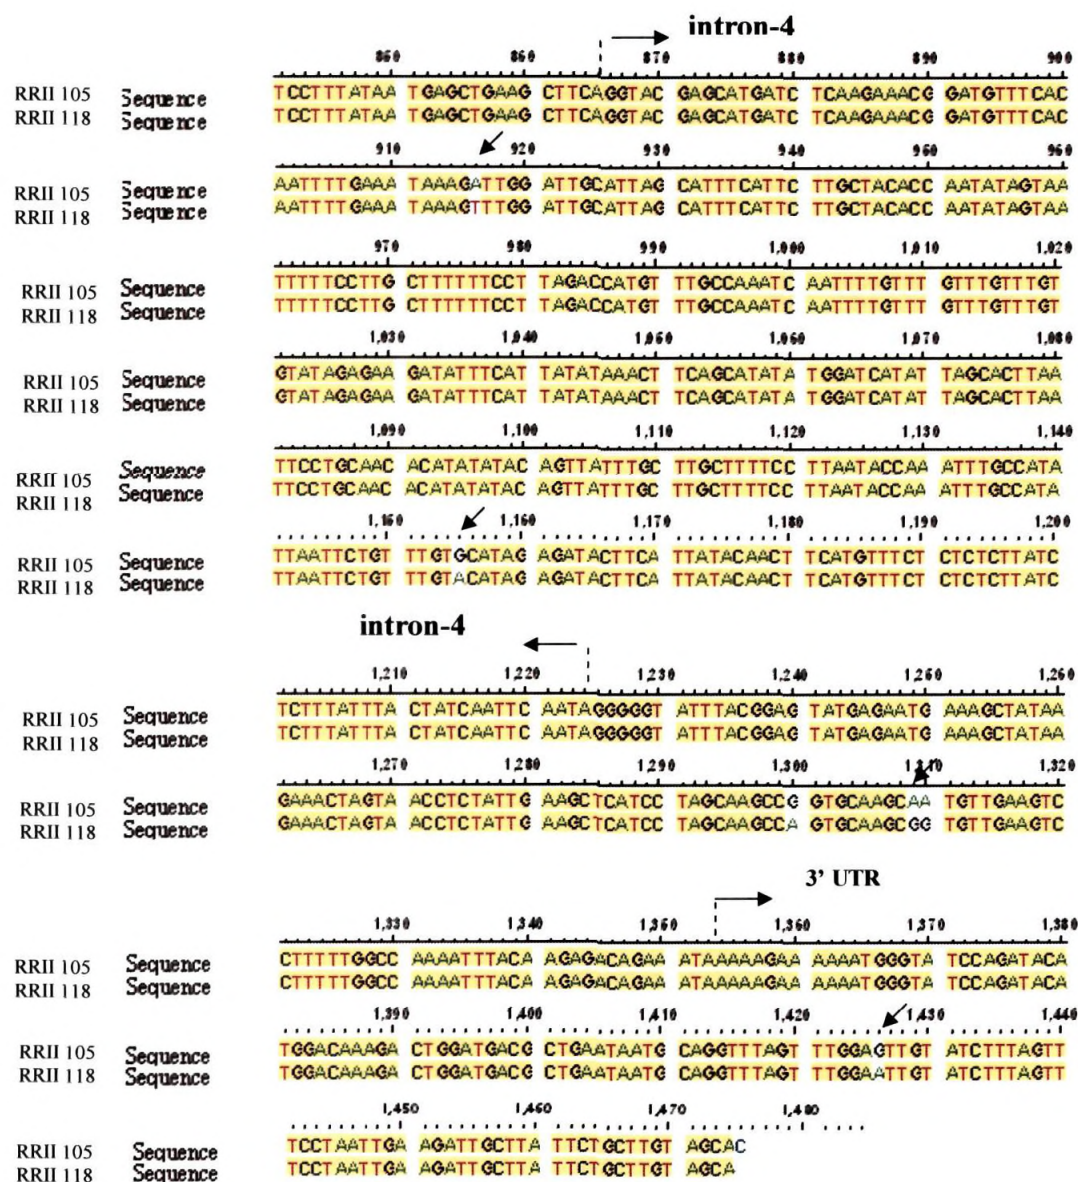 intron-4
860 860 870 880 890 900
RRII 105 Sequence TCCTTTATAA TGAGCTGAAG CTTCAGGTAC GAGCATGATC TCAAGAAACG GATGTTTCAC
RRII 118 Sequence TCCTTTATAA TGAGCTGAAG CTTCAGGTAC GAGCATGATC TCAAGAAACG GATGTTTCAC
910 920 930 940 960 960
RRII 105 Sequence AATTTTGAAA TAAAGATTGG ATTGCATTAG CATTTCATTC TTGCTACACC AATATAGTAA
RRII 118 Sequence AATTTTGAAA TAAAGTTTGG ATTGCATTAG CATTTCATTC TTGCTACACC AATATAGTAA
970 980 990 1,000 1,010 1,020
RRII 105 Sequence TTTTTCCTTG CTTTTTTCCT TAGACCATGT TTGCCAAATC AATTTTGTTT GTTTGTTTGT
RRII 118 Sequence TTTTTCCTTG CTTTTTTCCT TAGACCATGT TTGCCAAATC AATTTTGTTT GTTTGTTTGT
1,030 1,040 1,060 1,060 1,070 1,080
RRII 105 Sequence GTATAGAGAA GATATTTCAT TATATAAACT TCAGCATATA TGGATCATAT TAGCACTTAA
RRII 118 Sequence GTATAGAGAA GATATTTCAT TATATAAACT TCAGCATATA TGGATCATAT TAGCACTTAA
1,090 1,100 1,110 1,120 1,130 1,140
RRII 105 Sequence TTCCTGCAAC ACATATATAC AGTTATTTGC TTGCTTTTCC TTAATACCAA ATTTGCCATA
RRII 118 Sequence TTCCTGCAAC ACATATATAC AGTTATTTGC TTGCTTTTCC TTAATACCAA ATTTGCCATA
1,160 1,160 1,170 1,180 1,190 1,200
RRII 105 Sequence TTAATTCTGT TTGTGCATAG AGATACTTCA TTATACAACT TCATGTTTCT CTCTCTTATC
RRII 118 Sequence TTAATTCTGT TTGTACATAG AGATACTTCA TTATACAACT TCATGTTTCT CTCTCTTATC
intron-4
1,210 1,220 1,230 1,240 1,260 1,260
RRII 105 Sequence TCTTTATTTA CTATCAATTC AATAGGGGGT ATTTACGGAG TATGAGAATG AAAGCTATAA
RRII 118 Sequence TCTTTATTTA CTATCAATTC AATAGGGGGT ATTTACGGAG TATGAGAATG AAAGCTATAA
1,270 1,280 1,290 1,300 1,310 1,320
RRII 105 Sequence GAAACTAGTA ACCTCTATTG AAGCTCATCC TAGCAAGCCG GTGCAAGCAA TGTTGAAGTC
RRII 118 Sequence GAAACTAGTA ACCTCTATTG AAGCTCATCC TAGCAAGCCA GTGCAAGCGG TGTTGAAGTC
3' UTR
1,330 1,340 1,360 1,360 1,370 1,380
RRII 105 Sequence CTTTTTGGCC AAAATTTACA AGAGACAGAA ATAAAAAGAA AAAATGGGTA TCCAGATACA
RRII 118 Sequence CTTTTTGGCC AAAATTTACA AGAGACAGAA ATAAAAAGAA AAAATGGGTA TCCAGATACA
1,390 1,400 1,410 1,420 1,430 1,440
RRII 105 Sequence TGGACAAAGA CTGGATGACG CTGAATAATG CAGGTTTAGT TTGGAGTTGT ATCTTTAGTT
RRII 118 Sequence TGGACAAAGA CTGGATGACG CTGAATAATG CAGGTTTAGT TTGGAATTGT ATCTTTAGTT
1,450 1,460 1,470 1,480
RRII 105 Sequence TCCTAATTGA AGATTGCTTA TTCTGCTTGT AGCAC
RRII 118 Sequence TCCTAATTGA AGATTGCTTA TTCTGCTTGT AGCA